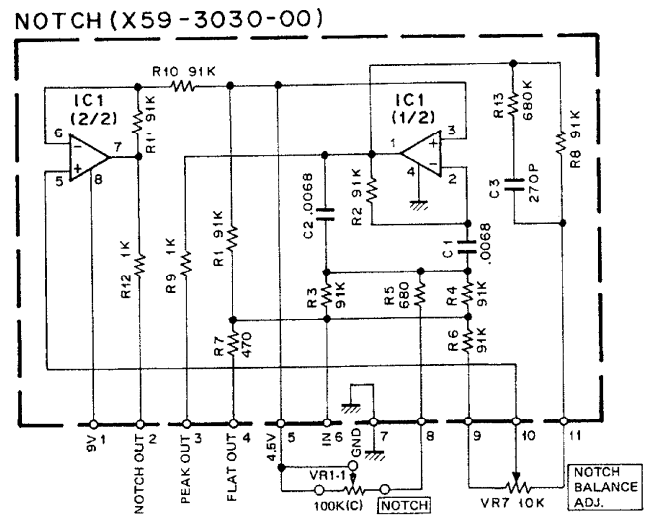 NOTCH (X59-3030-00)
R10 91K
IC1
(2/2)
R1' 91K
6
7
5
8
-
+
IC1
(1/2)
3
1
4
2
+
-
R13
680K
R8 91K
C3
270P
C2 .0068
R2 91K
C1
.0068
R12 1K
R9 1K
R1 91K
R3
91K
R5
680
R4
91K
R7
470
R6
91K
9V 1
NOTCH OUT 2
PEAK OUT 3
FLAT OUT 4
4.5V 5
IN 6
GND 7
8
9
10
11
VR1-1
100K(C)
NOTCH
VR7 10K
NOTCH
BALANCE
ADJ.